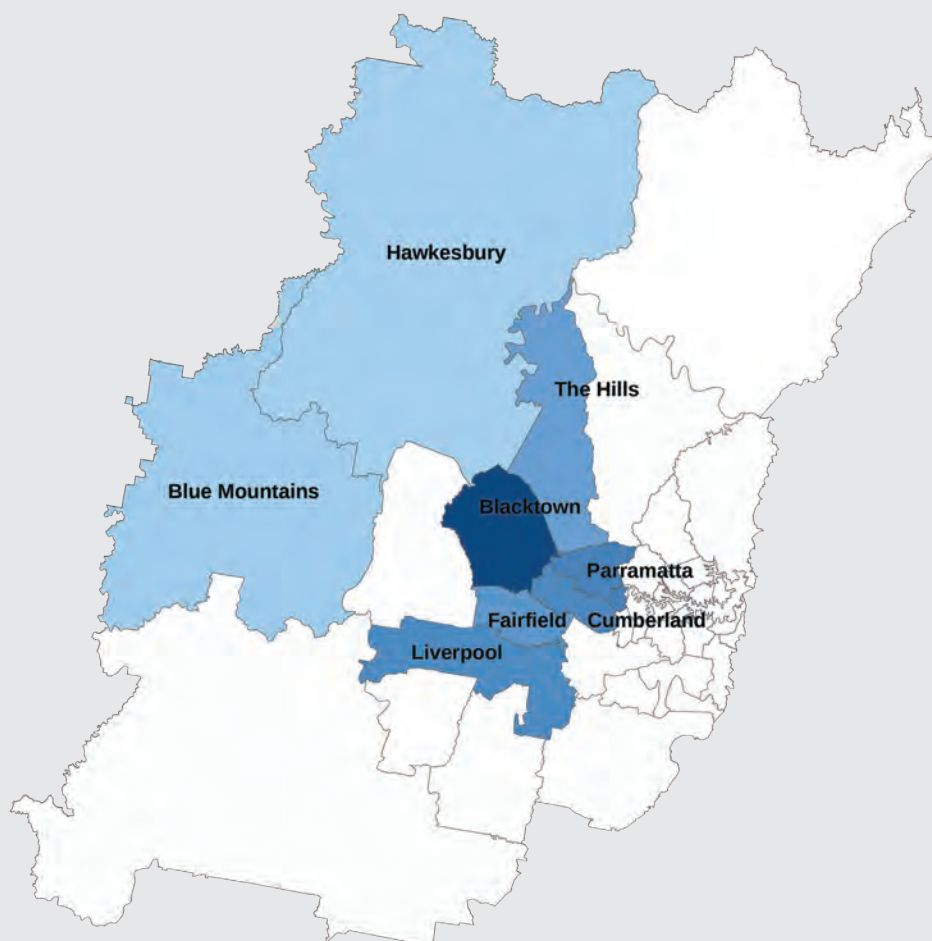 Hawkesbury
The Hills
Blue Mountains
Blacktown
Parramatta
Fairfield
Cumberland
Liverpool